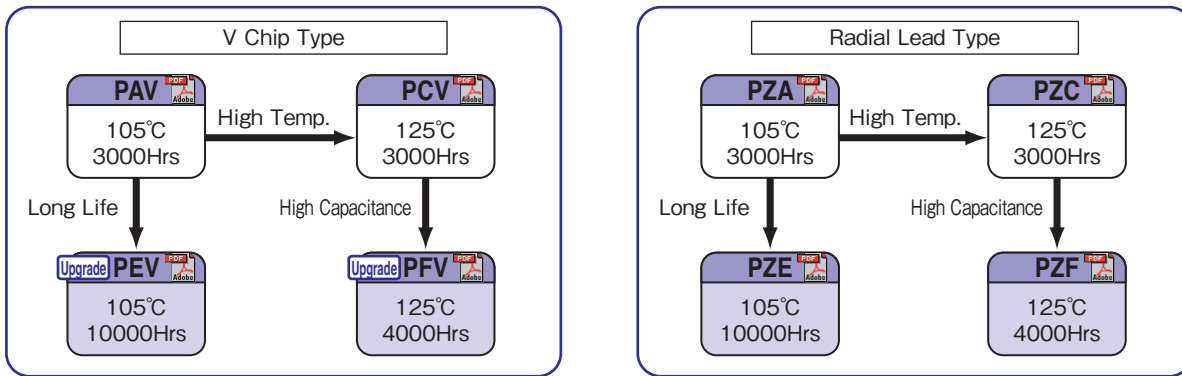 V Chip Type
PAV
PDF
Adobe
105℃
3000Hrs
High Temp.
PCV
PDF
Adobe
125℃
3000Hrs
Long Life
High Capacitance
Upgrade
PEV
PDF
Adobe
105℃
10000Hrs
Upgrade
PFV
PDF
Adobe
125℃
4000Hrs
Radial Lead Type
PZA
PDF
Adobe
105℃
3000Hrs
High Temp.
PZC
PDF
Adobe
125℃
3000Hrs
Long Life
High Capacitance
PZE
PDF
Adobe
105℃
10000Hrs
PZF
PDF
Adobe
125℃
4000Hrs